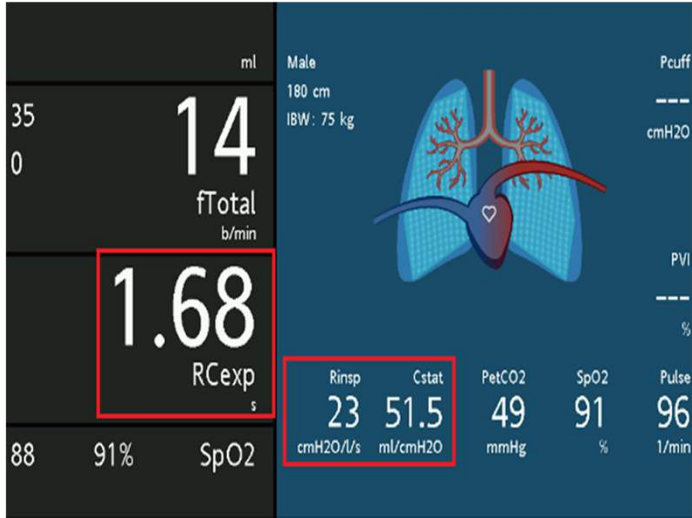 ml
35
0
14
fTotal
b/min
1.68
RCexp
s
88 91% SpO2
Male
180 cm
IBW: 75 kg
Pcuff
---
cmH2O
PVI
---
%
Rinsp Cstat PetCO2 SpO2 Pulse
23 51.5 49 91 96
cmH2O/l/s ml/cmH2O mmHg % 1/min